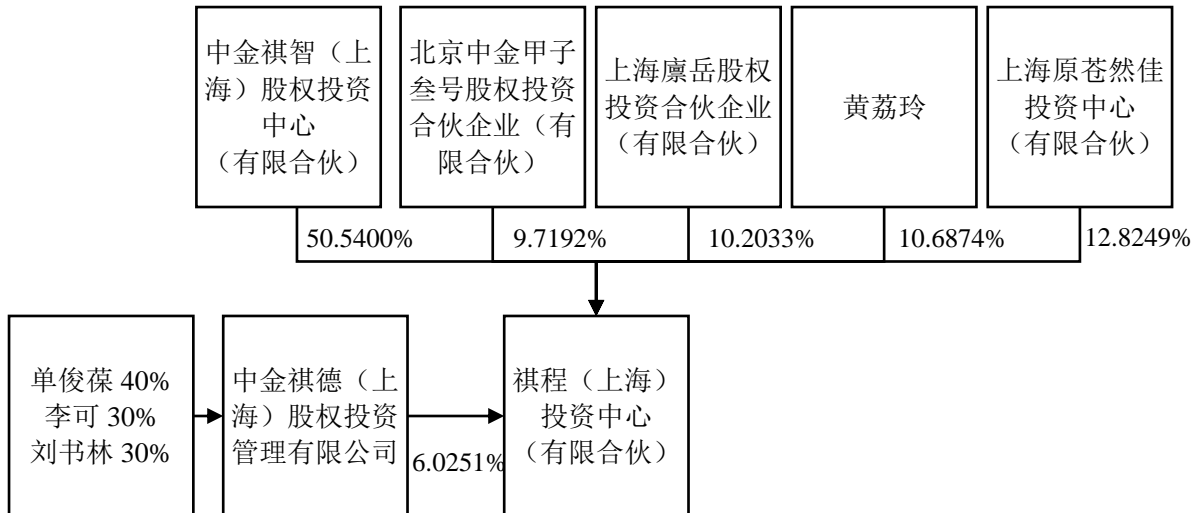 中金祺智（上
海）股权投资
中心
（有限合伙）
北京中金甲子
叁号股权投资
合伙企业（有
限合伙）
上海廪岳股权
投资合伙企业
（有限合伙）
黄荔玲
上海原苍然佳
投资中心
（有限合伙）
50.5400%
9.7192%
10.2033%
10.6874%
12.8249%
单俊葆 40%
李可 30%
刘书林 30%
中金祺德（上
海）股权投资
管理有限公司
6.0251%
祺程（上海）
投资中心
（有限合伙）